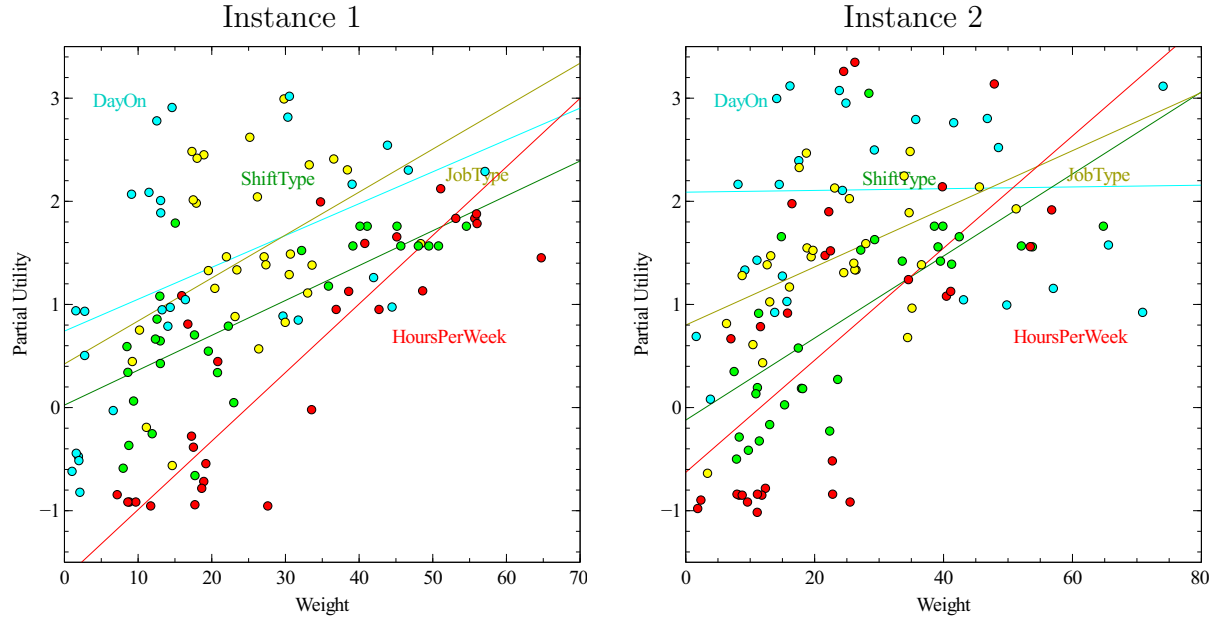 Instance 1
Instance 2
3
2
1
0
−1
Partial Utility
DayOn
ShiftType
JobType
HoursPerWeek
0 10 20 30 40 50 60 70
Weight
3
2
1
0
−1
Partial Utility
DayOn
ShiftType
JobType
HoursPerWeek
0 20 40 60 80
Weight